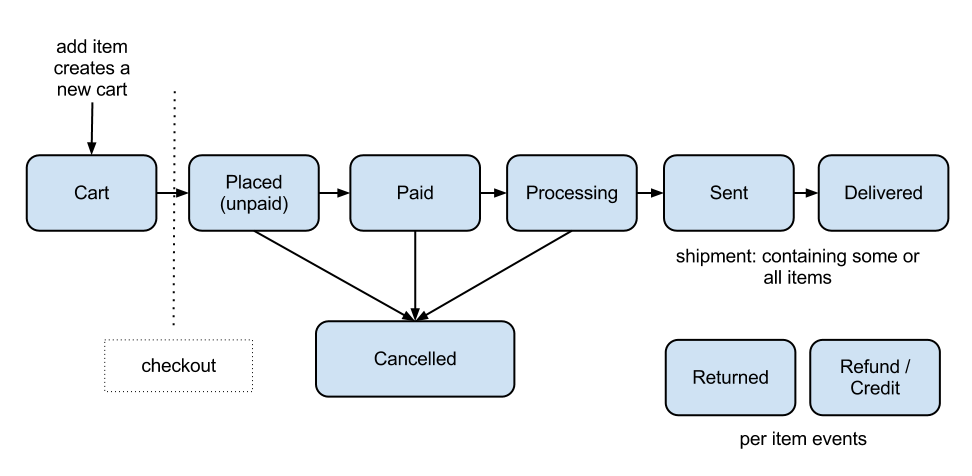 add item
creates a
new cart
Cart
Placed
(unpaid)
Paid
Processing
Sent
Delivered
shipment: containing some or
all items
Cancelled
checkout
Returned
Refund /
Credit
per item events